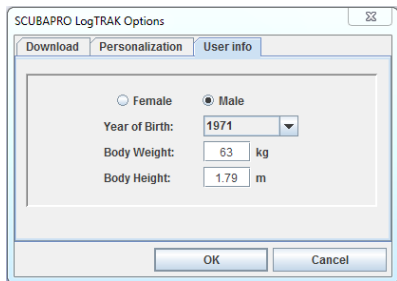 SCUBAPRO LogTRAK Options
Download Personalization User info
Female Male
Year of Birth: 1971
Body Weight: 63 kg
Body Height: 1.79 m
OK Cancel